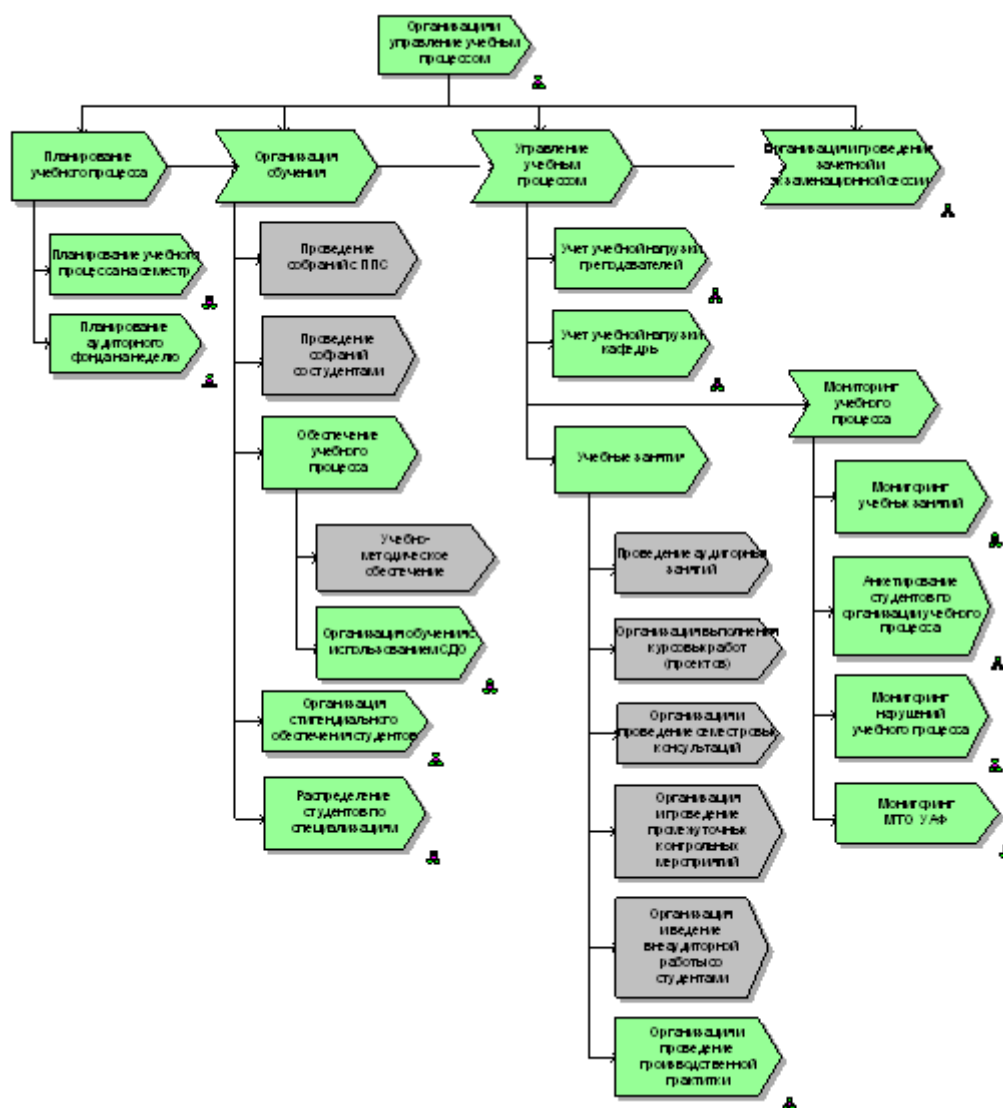 Организация и
управление учебным
процессом
Планирование
учебного процесса
Организация
обучения
Управление
учебным
процессом
Организация и проведение
зачетной и
экзаменационной сессии
Планирование учебного
процесса на семестр
Планирование
аудиторного
фонда на неделю
Проведение
собраний с ППС
Проведение
собраний
со студентами
Обеспечение
учебного
процесса
Учебно-
методическое
обеспечение
Организация обучения с
использованием СДО
Организация
стипендиального
обеспечения студентов
Распределение
студентов по
специализациям
Учет учебной нагрузки
преподавателей
Учет учебной нагрузки
кафедры
Учебные занятия
Проведение аудиторных
занятий
Организация выполнения
курсовых работ
(проектов)
Организация и
проведение семестровых
консультаций
Организация
и проведение
промежуточных
контрольных
мероприятий
Организация
и ведение
внеаудиторной
работы со
студентами
Организация и
проведение
производственной
практитки
Мониторинг
учебного
процесса
Мониторинг
учебных занятий
Анкетирование
студентов по
организации учебного
процесса
Мониторинг
нарушений
учебного процесса
Мониторинг
МТО УАФ